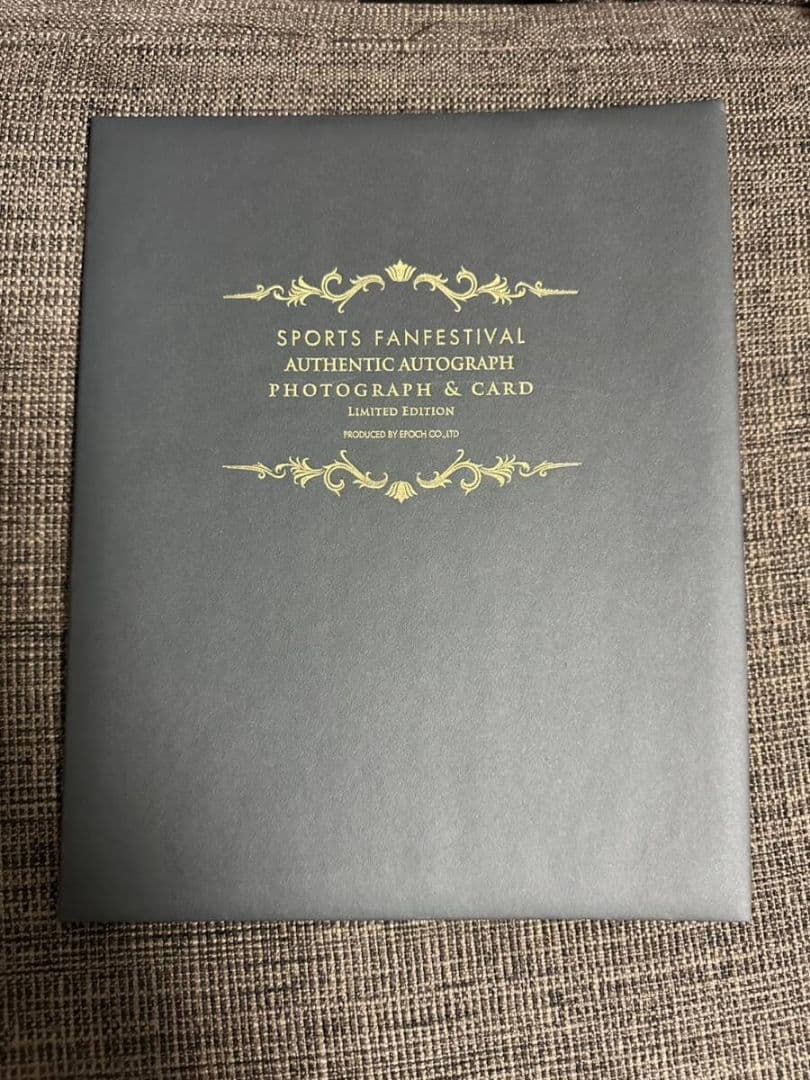 SPORTS FANFESTIVAL
AUTHENTIC AUTOGRAPH
PHOTOGRAPH & CARD
LIMITED EDITION
PRODUCED BY EPOCH CO.,LTD